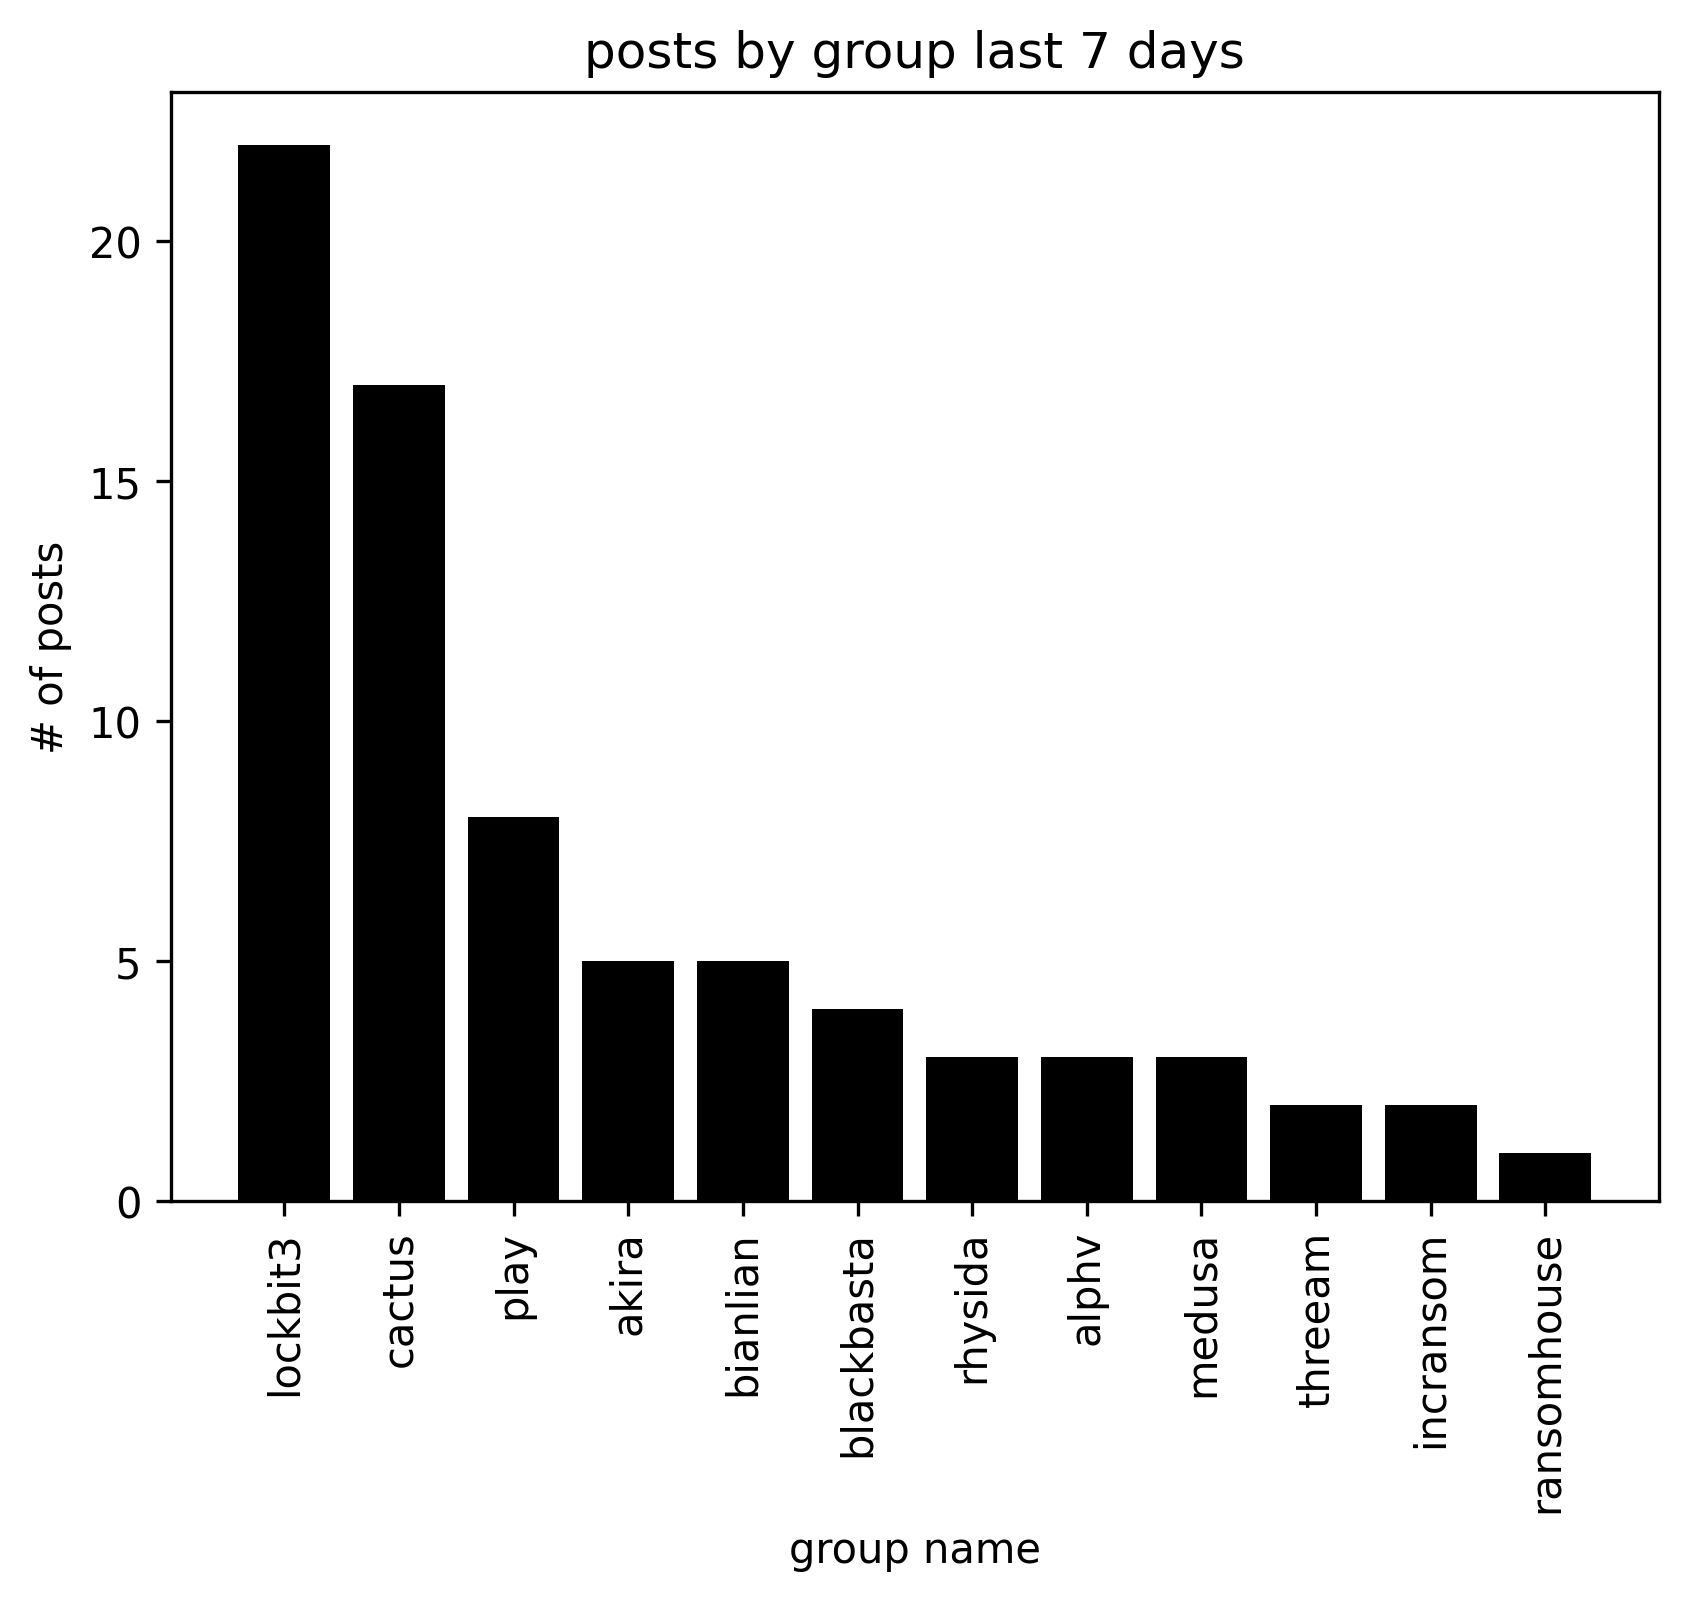 posts by group last 7 days
# of posts
20
15
10
5
0
lockbit3
cactus
play
akira
bianlian
blackbasta
rhysida
alphv
medusa
threeam
incransom
ransomhouse
group name